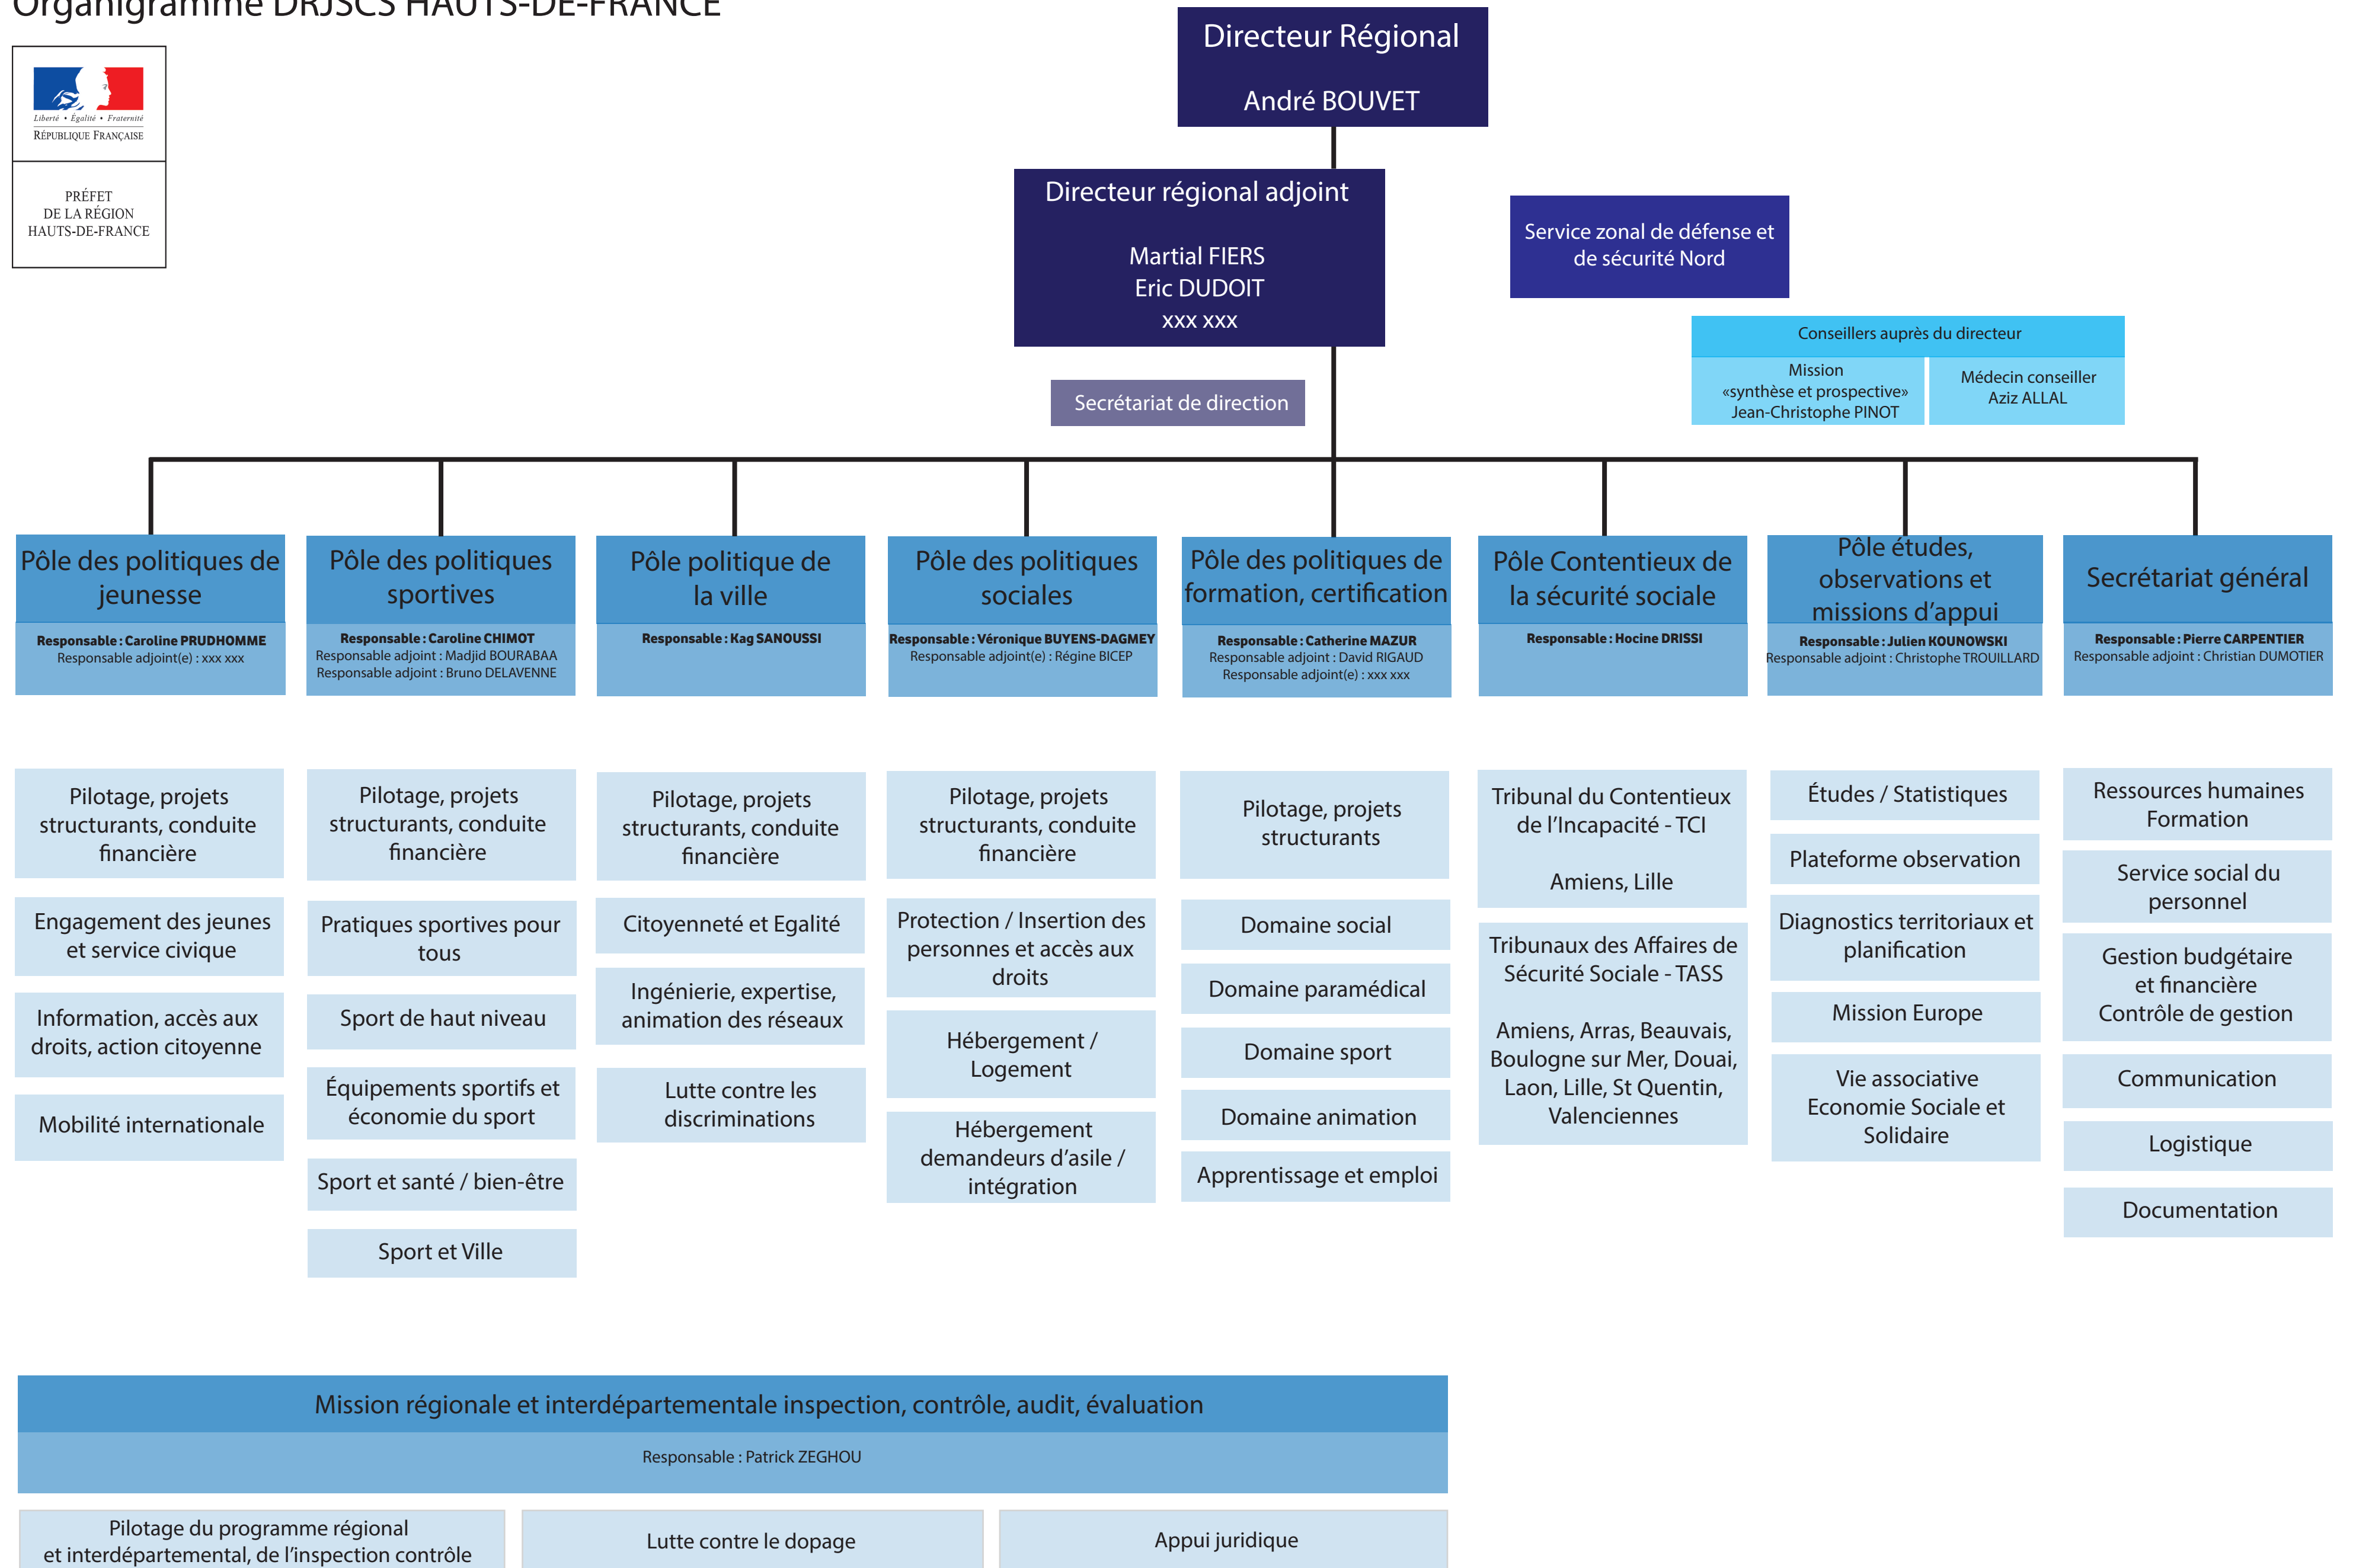 Organigramme DRJSCS HAUTS-DE-FRANCE
Liberté • Égalité • Fraternité
RÉPUBLIQUE FRANÇAISE
PRÉFET
DE LA RÉGION
HAUTS-DE-FRANCE
Directeur Régional
André BOUVET
Directeur régional adjoint
Martial FIERS
Eric DUDOIT
xxx xxx
Service zonal de défense et
de sécurité Nord
Conseillers auprès du directeur
Mission
«synthèse et prospective»
Jean-Christophe PINOT
Médecin conseiller
Aziz ALLAL
Secrétariat de direction
Pôle des politiques de
jeunesse
Responsable : Caroline PRUDHOMME
Responsable adjoint(e) : xxx xxx
Pôle des politiques
sportives
Responsable : Caroline CHIMOT
Responsable adjoint : Madjid BOURABAA
Responsable adjoint : Bruno DELAVENNE
Pôle politique de
la ville
Responsable : Kag SANOUSSI
Pôle des politiques
sociales
Responsable : Véronique BUYENS-DAGMEY
Responsable adjoint(e) : Régine BICEP
Pôle des politiques de
formation, certification
Responsable : Catherine MAZUR
Responsable adjoint : David RIGAUD
Responsable adjoint(e) : xxx xxx
Pôle Contentieux de
la sécurité sociale
Responsable : Hocine DRISSI
Pôle études,
observations et
missions d’appui
Responsable : Julien KOUNOWSKI
Responsable adjoint : Christophe TROUILLARD
Secrétariat général
Responsable : Pierre CARPENTIER
Responsable adjoint : Christian DUMOTIER
Pilotage, projets
structurants, conduite
financière
Engagement des jeunes
et service civique
Information, accès aux
droits, action citoyenne
Mobilité internationale
Pilotage, projets
structurants, conduite
financière
Pratiques sportives pour
tous
Sport de haut niveau
Équipements sportifs et
économie du sport
Sport et santé / bien-être
Sport et Ville
Pilotage, projets
structurants, conduite
financière
Citoyenneté et Egalité
Ingénierie, expertise,
animation des réseaux
Lutte contre les
discriminations
Pilotage, projets
structurants, conduite
financière
Protection / Insertion des
personnes et accès aux
droits
Hébergement /
Logement
Hébergement
demandeurs d’asile /
intégration
Pilotage, projets
structurants
Domaine social
Domaine paramédical
Domaine sport
Domaine animation
Apprentissage et emploi
Tribunal du Contentieux
de l’Incapacité - TCI
Amiens, Lille
Tribunaux des Affaires de
Sécurité Sociale - TASS
Amiens, Arras, Beauvais,
Boulogne sur Mer, Douai,
Laon, Lille, St Quentin,
Valenciennes
Études / Statistiques
Plateforme observation
Diagnostics territoriaux et
planification
Mission Europe
Vie associative
Economie Sociale et
Solidaire
Ressources humaines
Formation
Service social du
personnel
Gestion budgétaire
et financière
Contrôle de gestion
Communication
Logistique
Documentation
Mission régionale et interdépartementale inspection, contrôle, audit, évaluation
Responsable : Patrick ZEGHOU
Pilotage du programme régional
et interdépartemental, de l’inspection contrôle
Lutte contre le dopage
Appui juridique